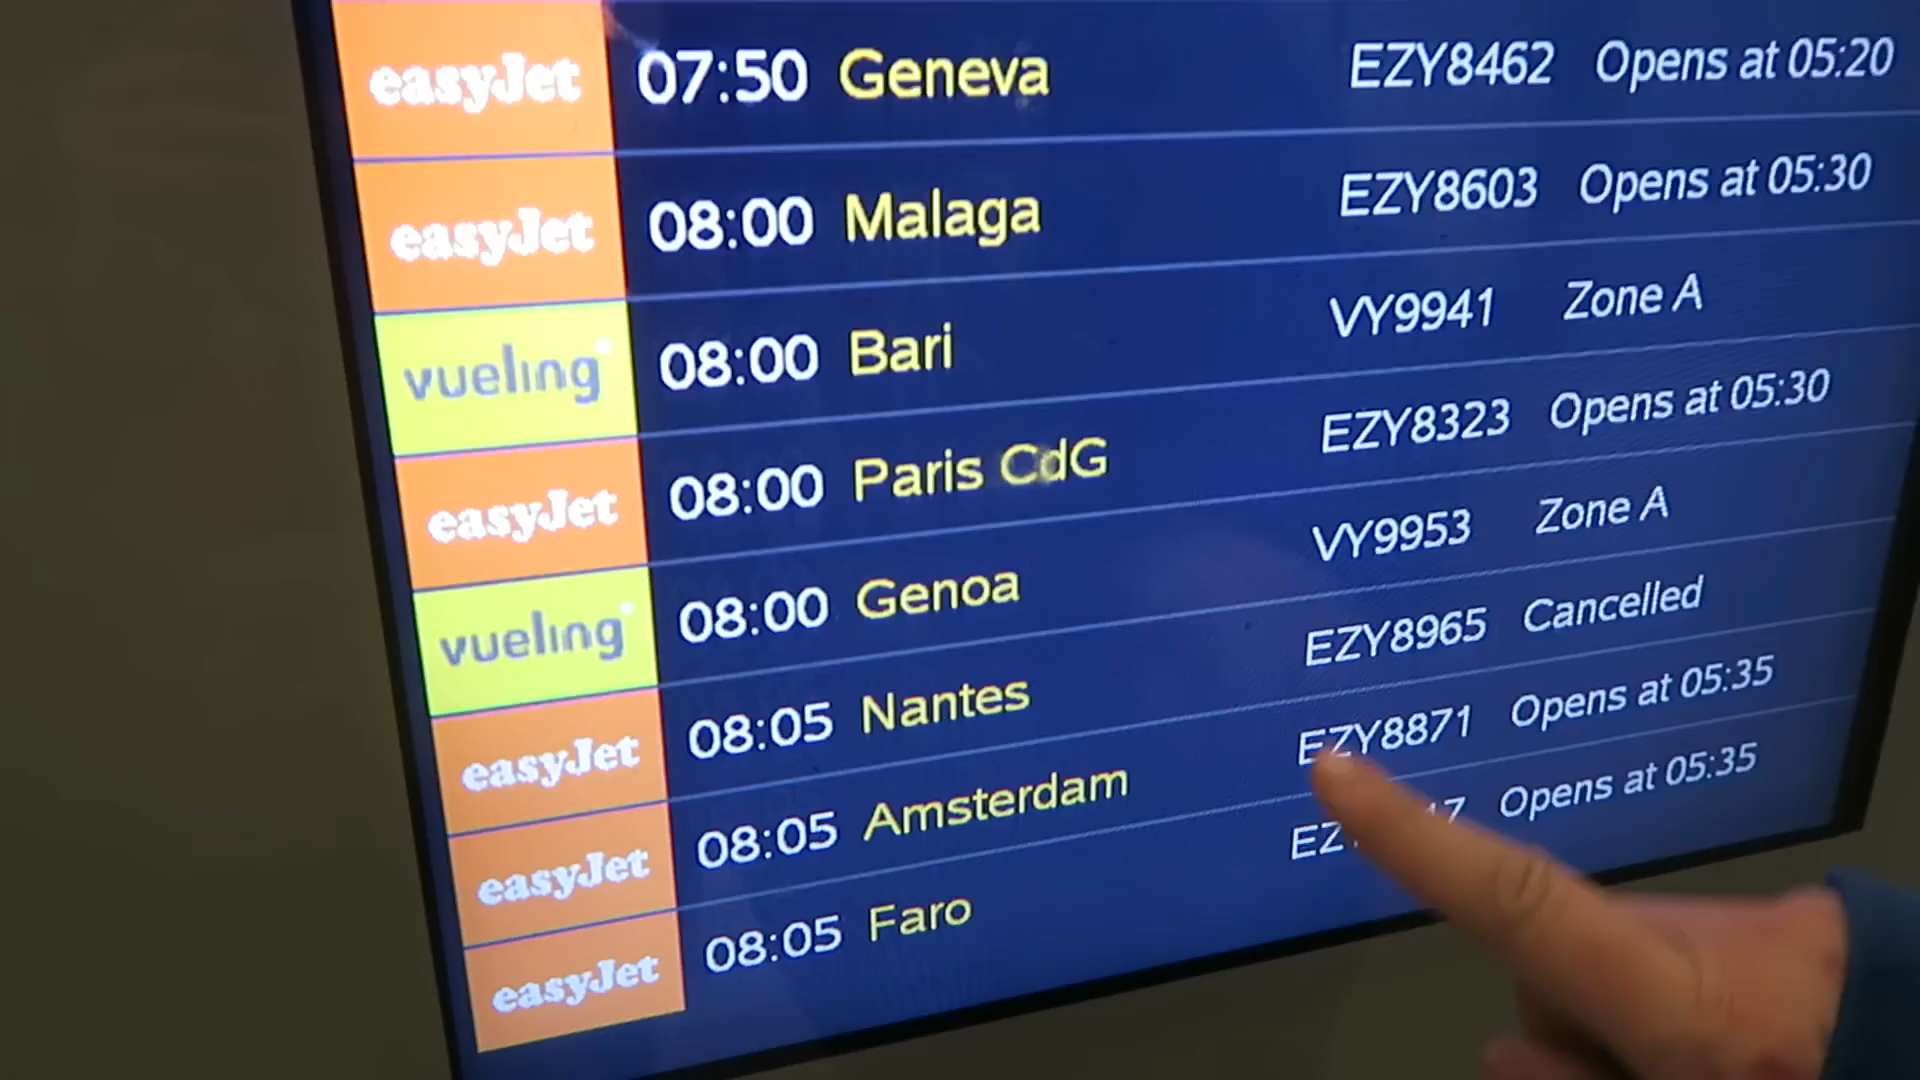 easyJet 07:50 Geneva EZY8462 Opens at 05:20
easyJet 08:00 Malaga EZY8603 Opens at 05:30
vueling 08:00 Bari VY9941 Zone A
easyJet 08:00 Paris CdG EZY8323 Opens at 05:30
vueling 08:00 Genoa VY9953 Zone A
easyJet 08:05 Nantes EZY8965 Cancelled
easyJet 08:05 Amsterdam EZY8871 Opens at 05:35
easyJet 08:05 Faro Opens at 05:35